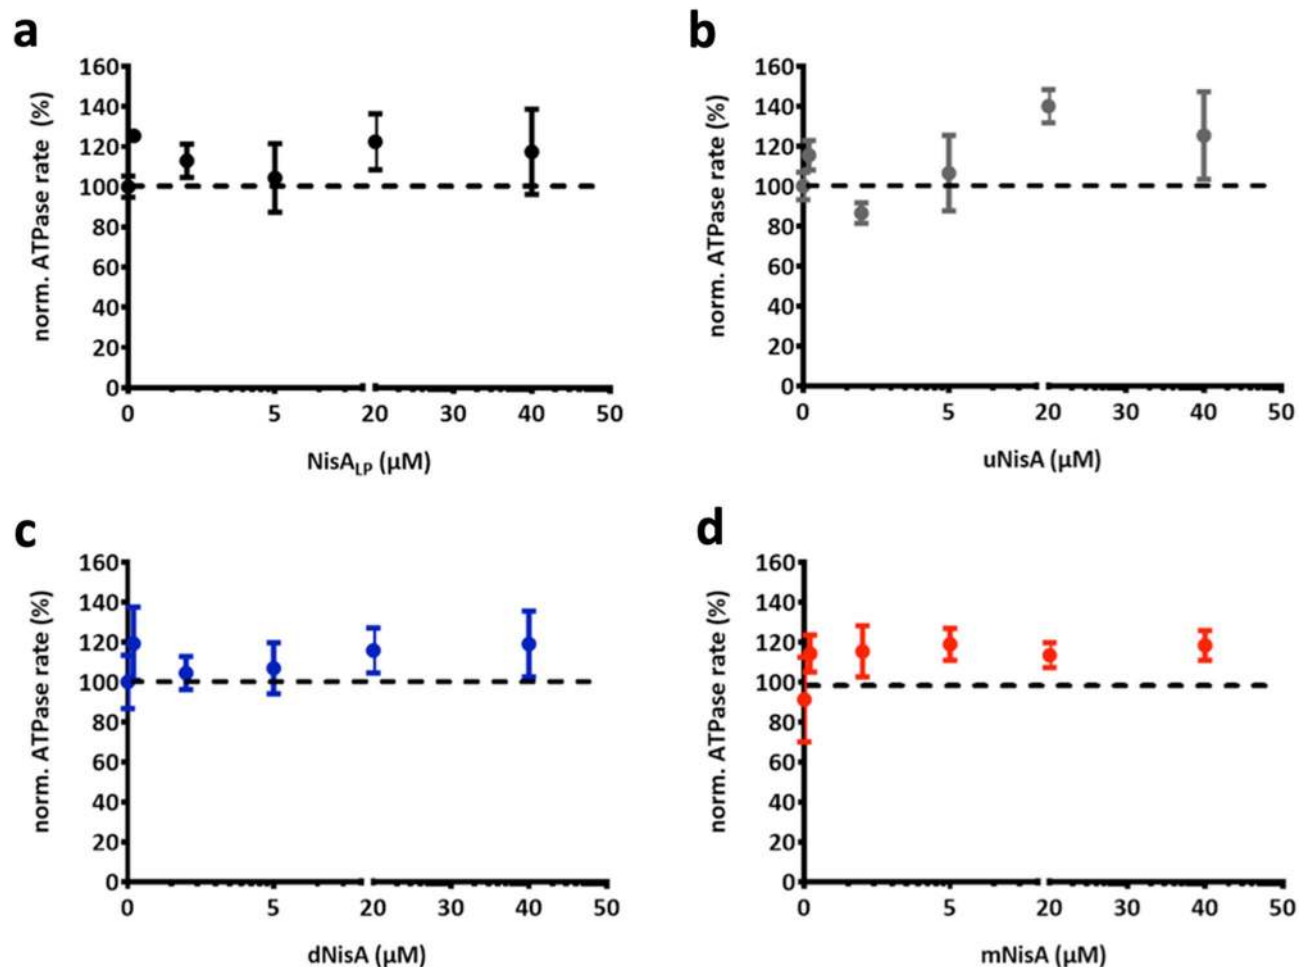 a
norm. ATPase rate (%)
160
140
120
100
80
60
40
20
0
0 5 20 30 40 50
NisALP (µM)
b
norm. ATPase rate (%)
160
140
120
100
80
60
40
20
0
0 5 20 30 40 50
uNisA (µM)
c
norm. ATPase rate (%)
160
140
120
100
80
60
40
20
0
0 5 20 30 40 50
dNisA (µM)
d
norm. ATPase rate (%)
160
140
120
100
80
60
40
20
0
0 5 20 30 40 50
mNisA (µM)